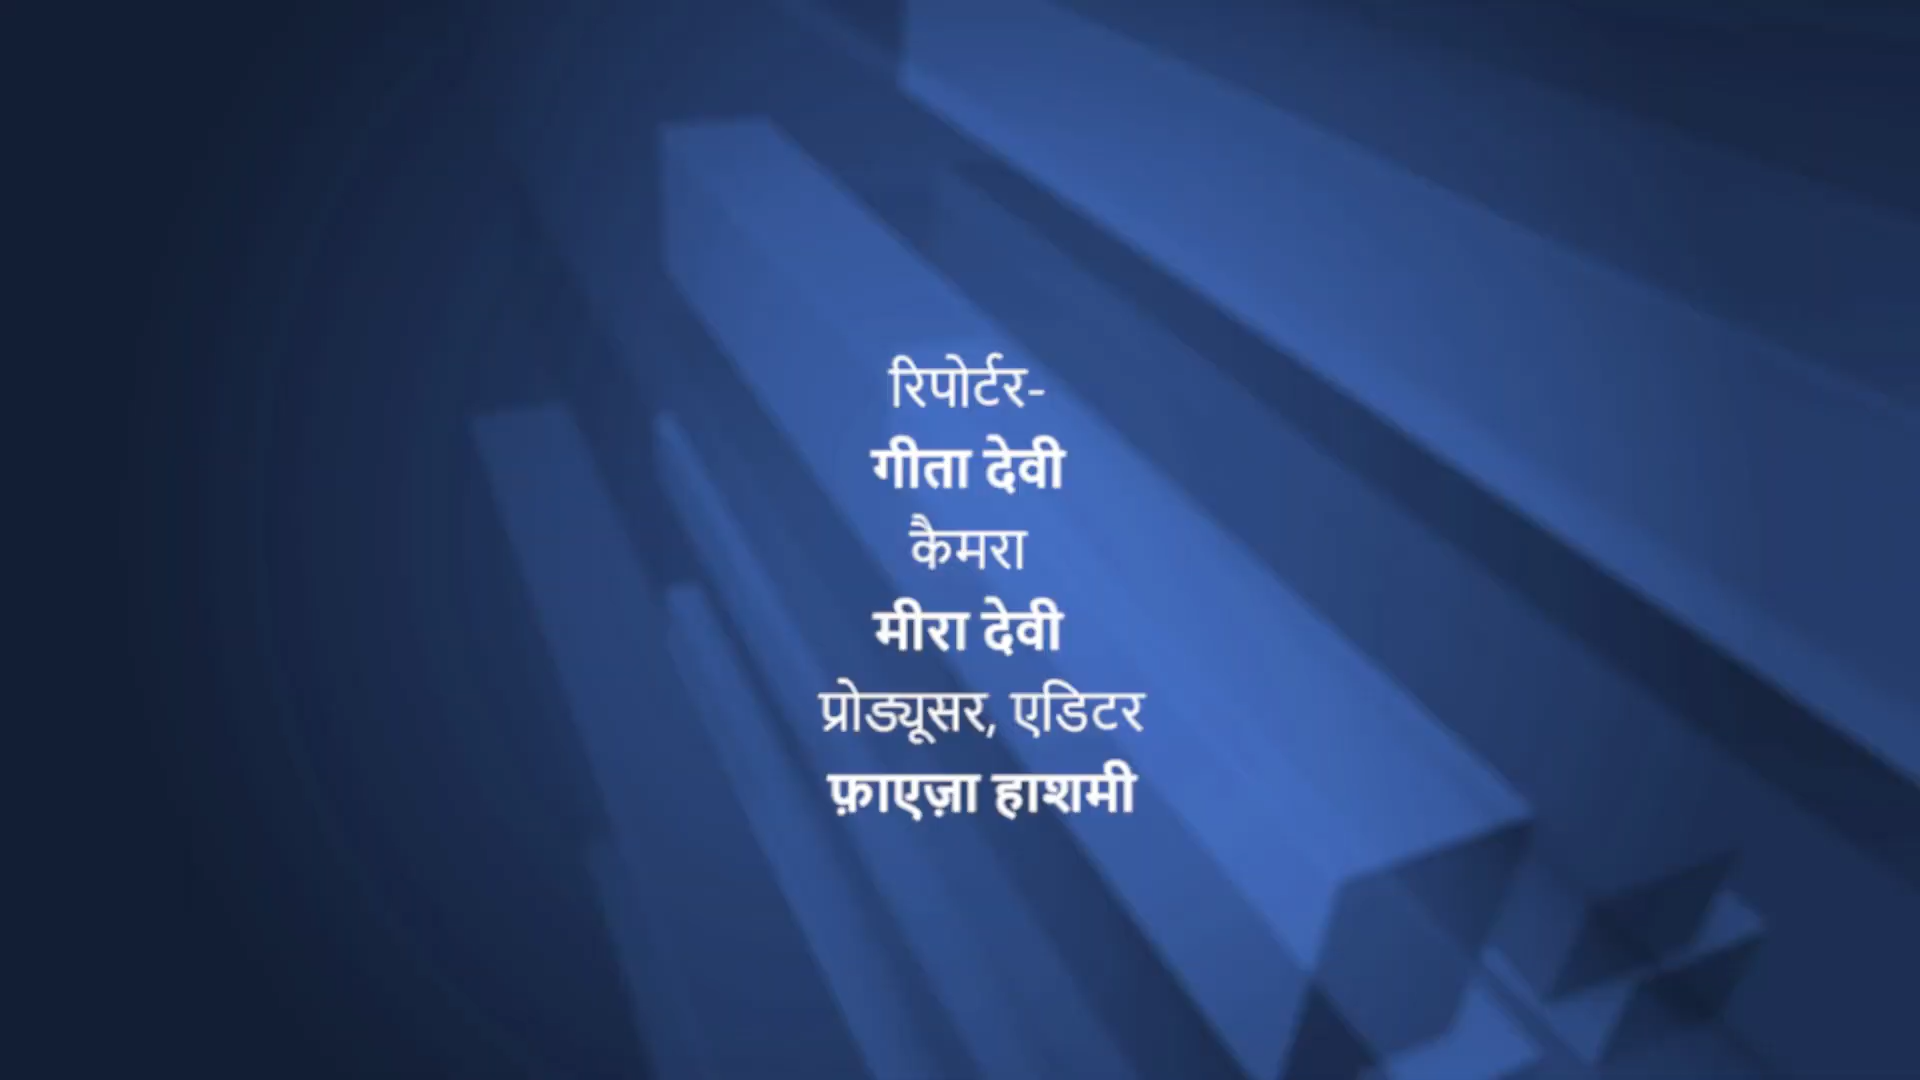 रिपोर्टर-
गीता देवी
कैमरा
मीरा देवी
प्रोड्यूसर, एडिटर
फ़ाएज़ा हाशमी